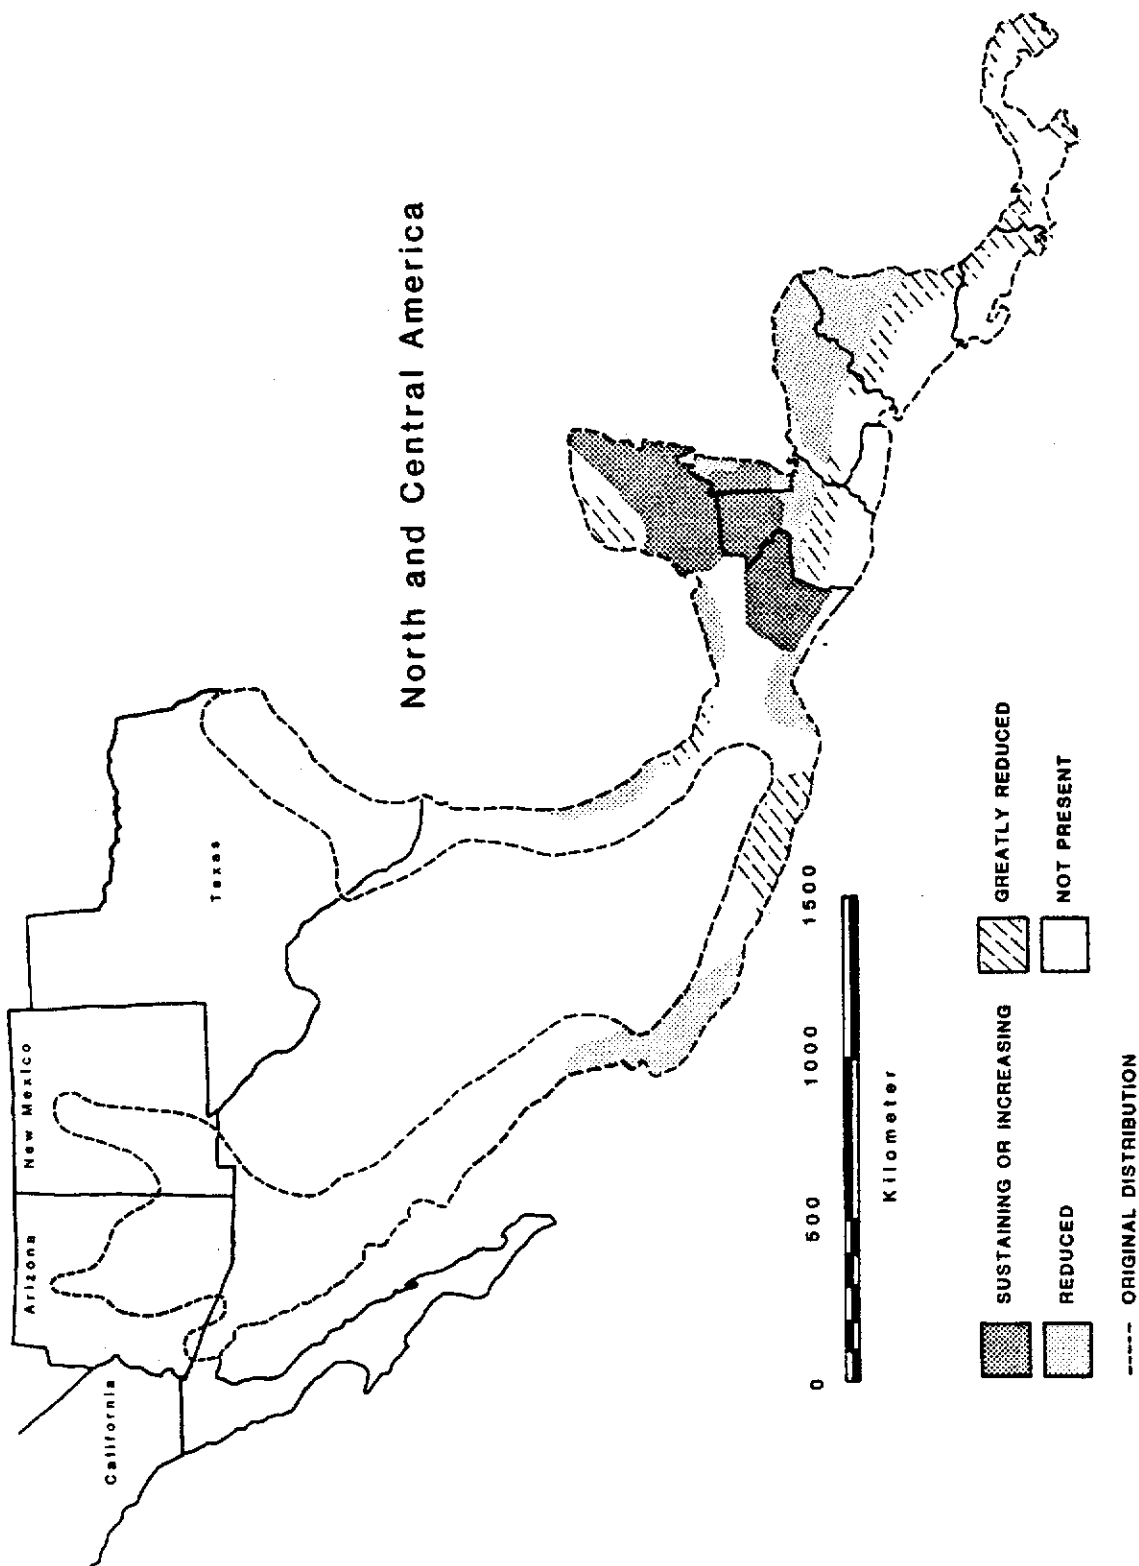 North and Central America
California
Arizona
New Mexico
Texas
0 500 1000 1500
Kilometer
SUSTAINING OR INCREASING
GREATLY REDUCED
REDUCED
NOT PRESENT
ORIGINAL DISTRIBUTION